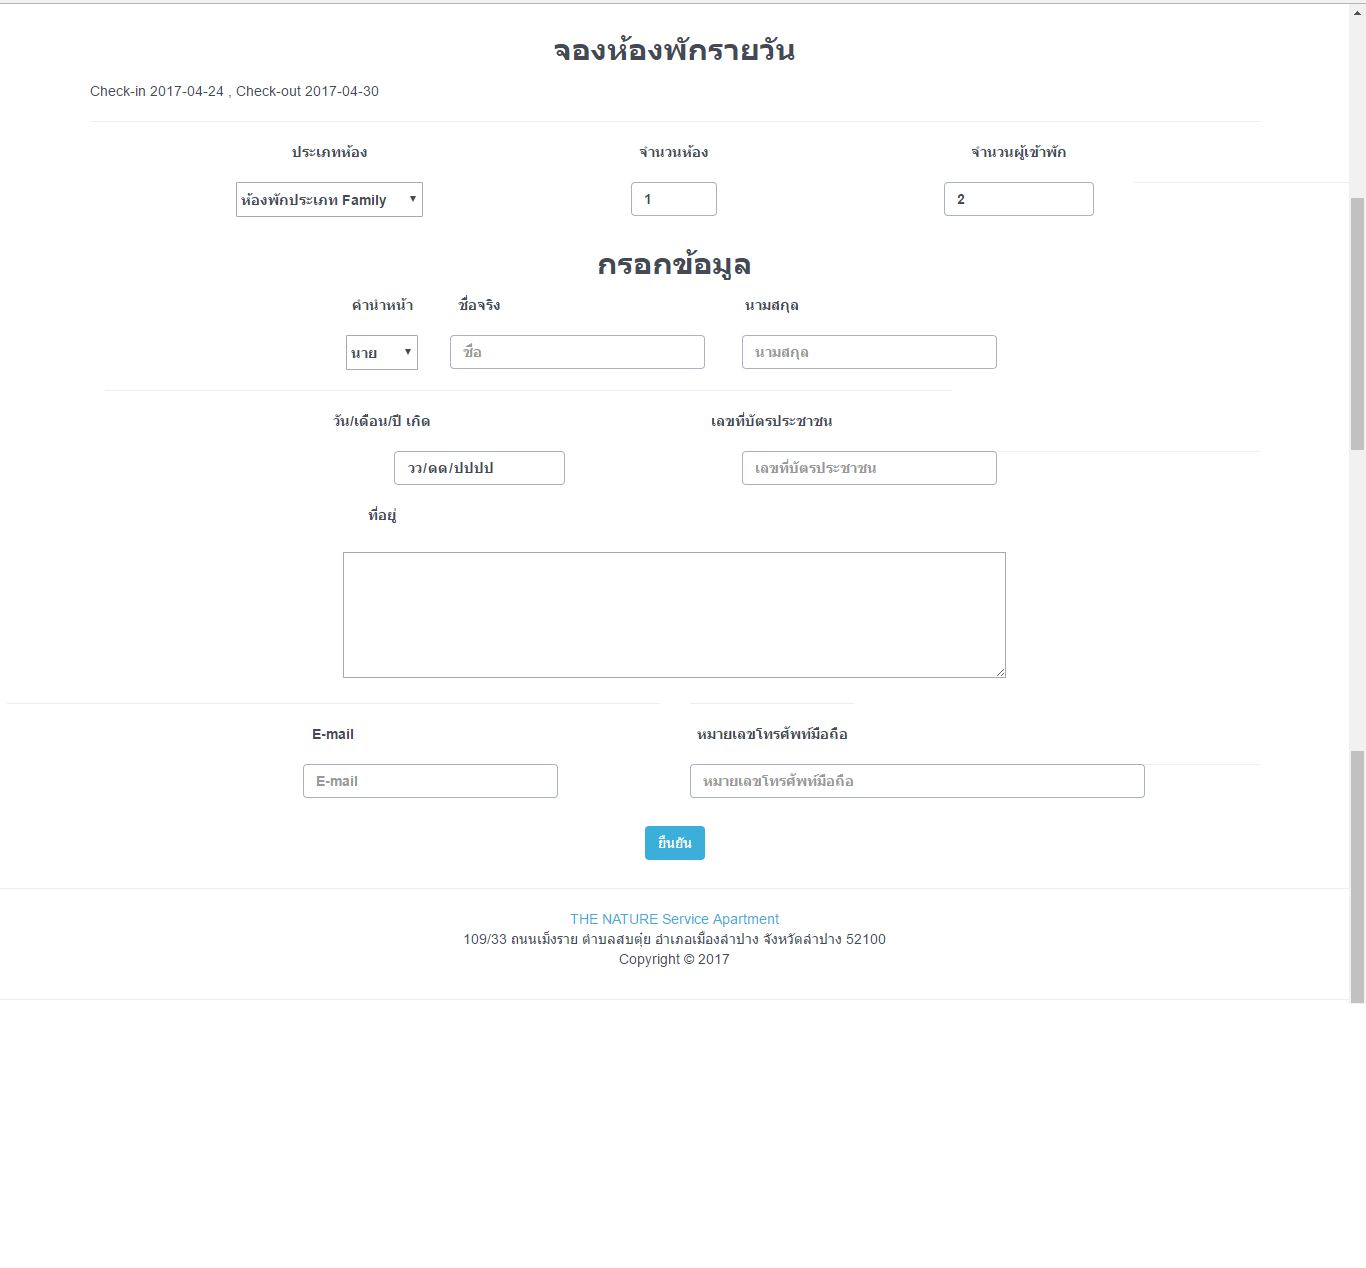 จองห้องพักรายวัน
Check-in 2017-04-24 , Check-out 2017-04-30
ประเภทห้อง จำนวนห้อง จำนวนผู้เข้าพัก
ห้องพักประเภท Family 1 2
กรอกข้อมูล
คำนำหน้า ชื่อจริง นามสกุล
นาย ชื่อ นามสกุล
วัน/เดือน/ปี เกิด เลขที่บัตรประชาชน
วว/ดด/ปปปป เลขที่บัตรประชาชน
ที่อยู่
E-mail หมายเลขโทรศัพท์มือถือ
E-mail หมายเลขโทรศัพท์มือถือ
ยืนยัน
THE NATURE Service Apartment
109/33 ถนนเม็งราย ตำบลสบตุ๋ย อำเภอเมืองลำปาง จังหวัดลำปาง 52100
Copyright © 2017